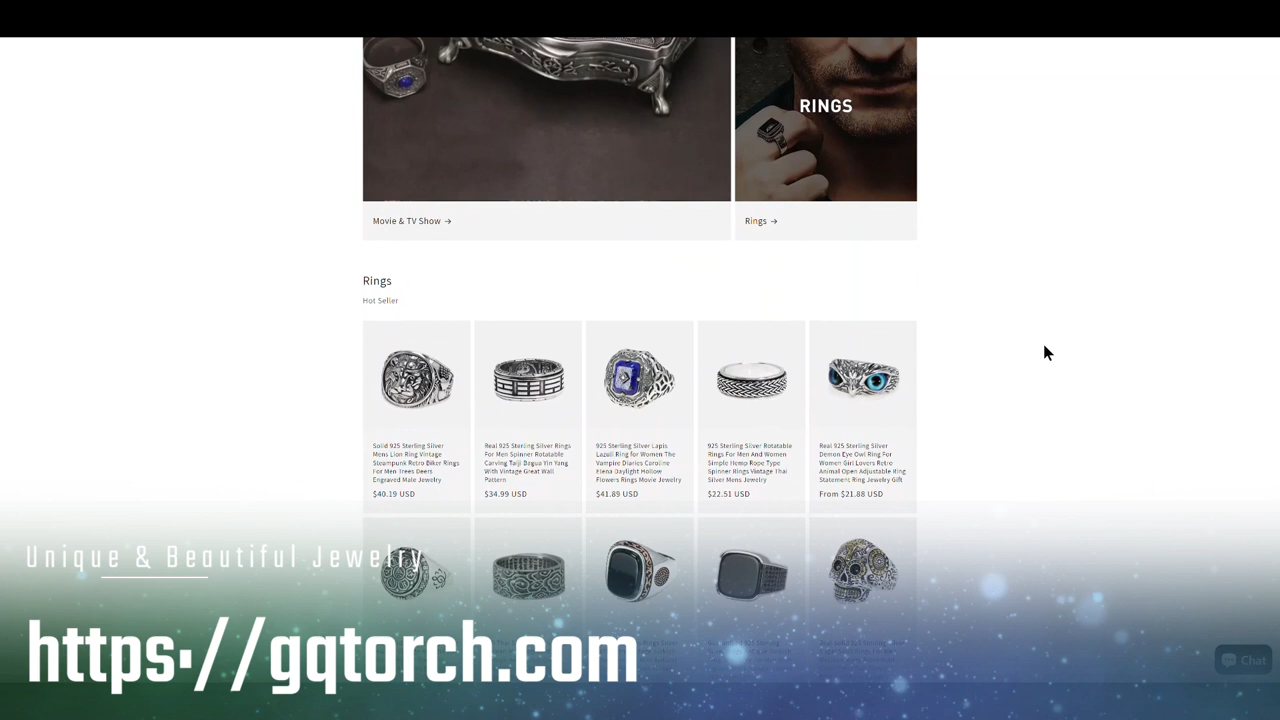 RINGS
Movie & TV Show →
Rings →
Rings
Hot Seller
Solid 925 Sterling Silver
Mens Lion Ring Vintage
Steampunk Retro Biker Rings
For Men Trees Deers
Engraved Male Jewelry
$40.19 USD
Real 925 Sterling Silver Rings
For Men Spinner Rotatable
Carving Taiji Bagua Yin Yang
With Vintage Great Wall
Pattern
$34.99 USD
925 Sterling Silver Lapis
Lazuli Ring for Women The
Vampire Diaries Caroline
Elena Daylight Hollow
Flowers Rings Movie Jewelry
$41.89 USD
925 Sterling Silver Rotatable
Rings For Men And Women
Simple Hemp Rope Type
Spinner Rings Vintage Thai
Silver Mens Jewelry
$22.51 USD
Real 925 Sterling Silver
Demon Eye Owl Ring For
Women Girl Lovers Retro
Animal Open Adjustable Ring
Statement Ring Jewelry Gift
From $21.88 USD
Unique & Beautiful Jewelry
https://gqtorch.com
Chat